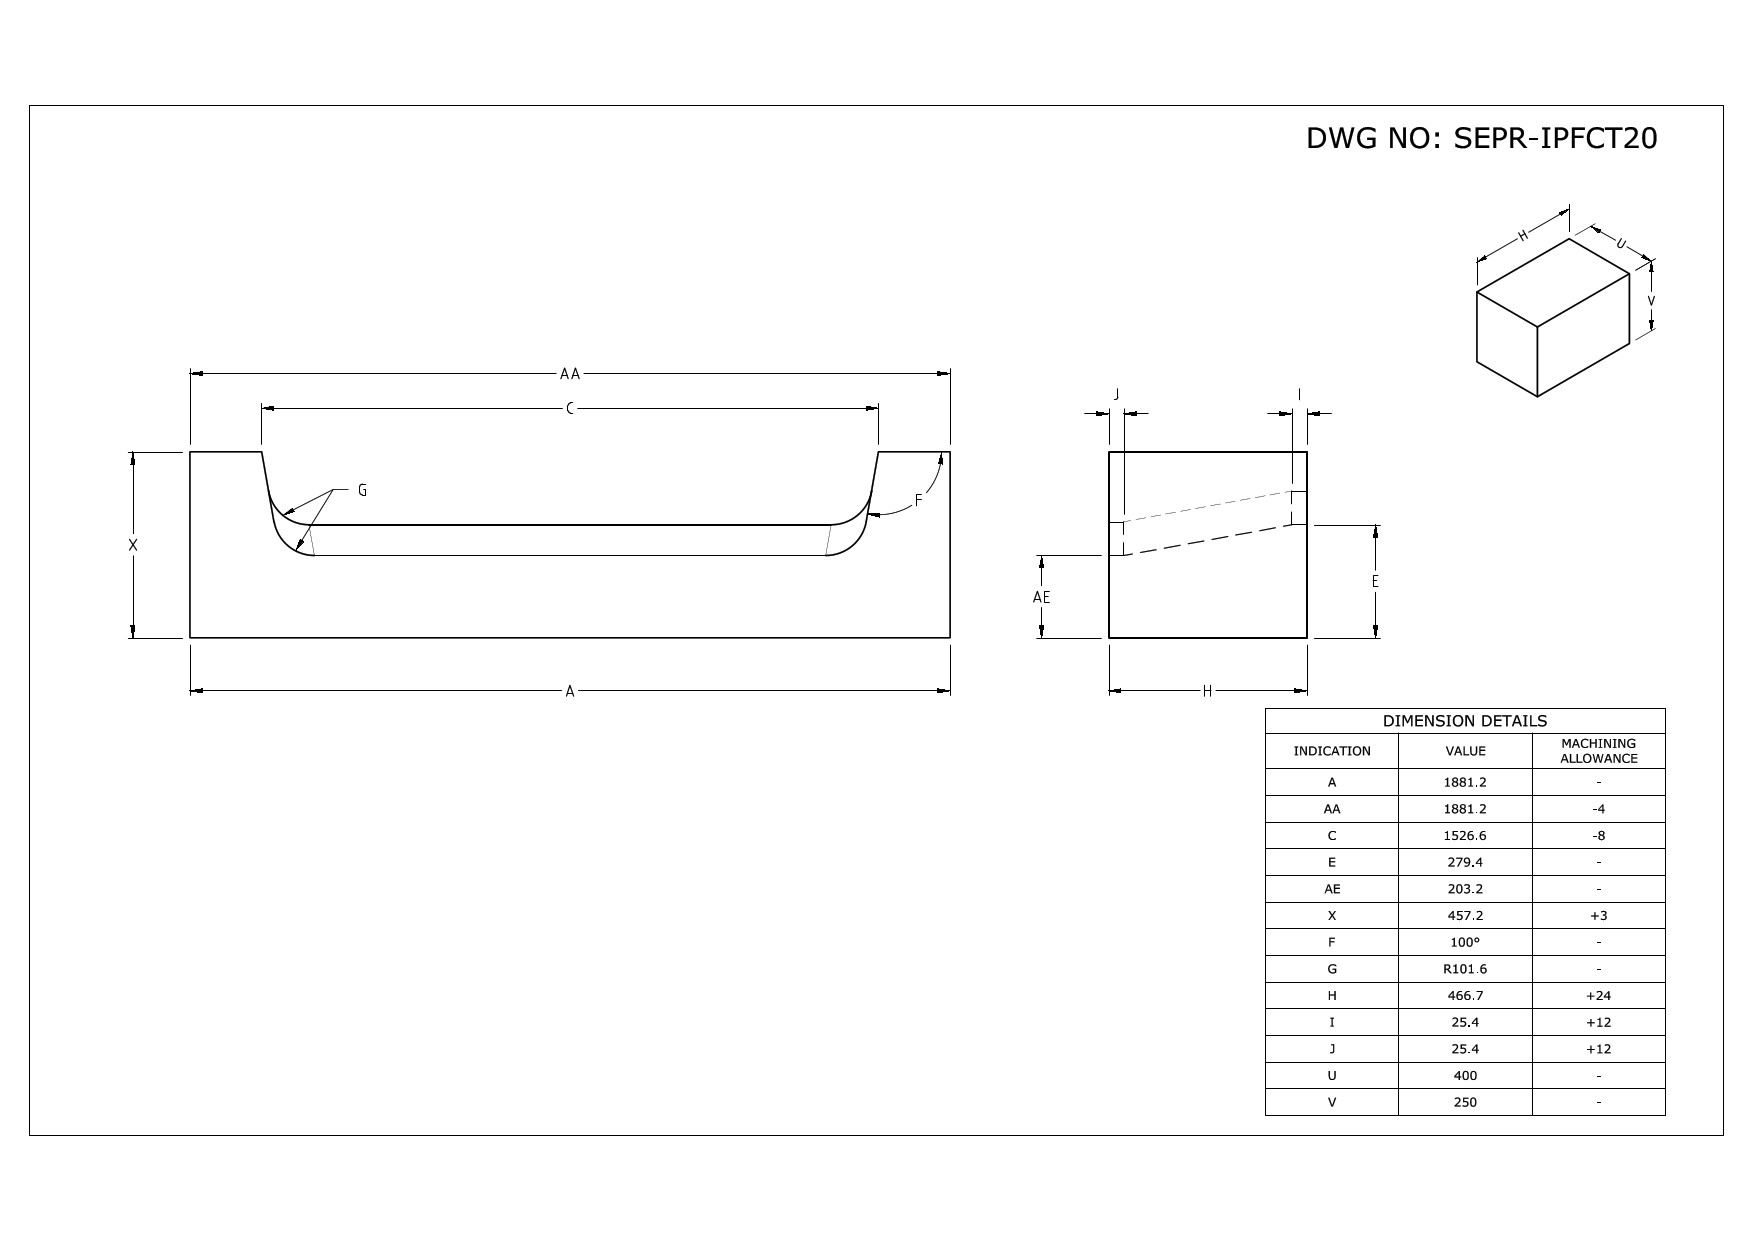 DWG NO: SEPR-IPFCT20
H
U
V
AA
C
J
I
G
F
X
E
AE
A
H
DIMENSION DETAILS
INDICATION VALUE MACHINING ALLOWANCE
A 1881.2 -
AA 1881.2 -4
C 1526.6 -8
E 279.4 -
AE 203.2 -
X 457.2 +3
F 100° -
G R101.6 -
H 466.7 +24
I 25.4 +12
J 25.4 +12
U 400 -
V 250 -